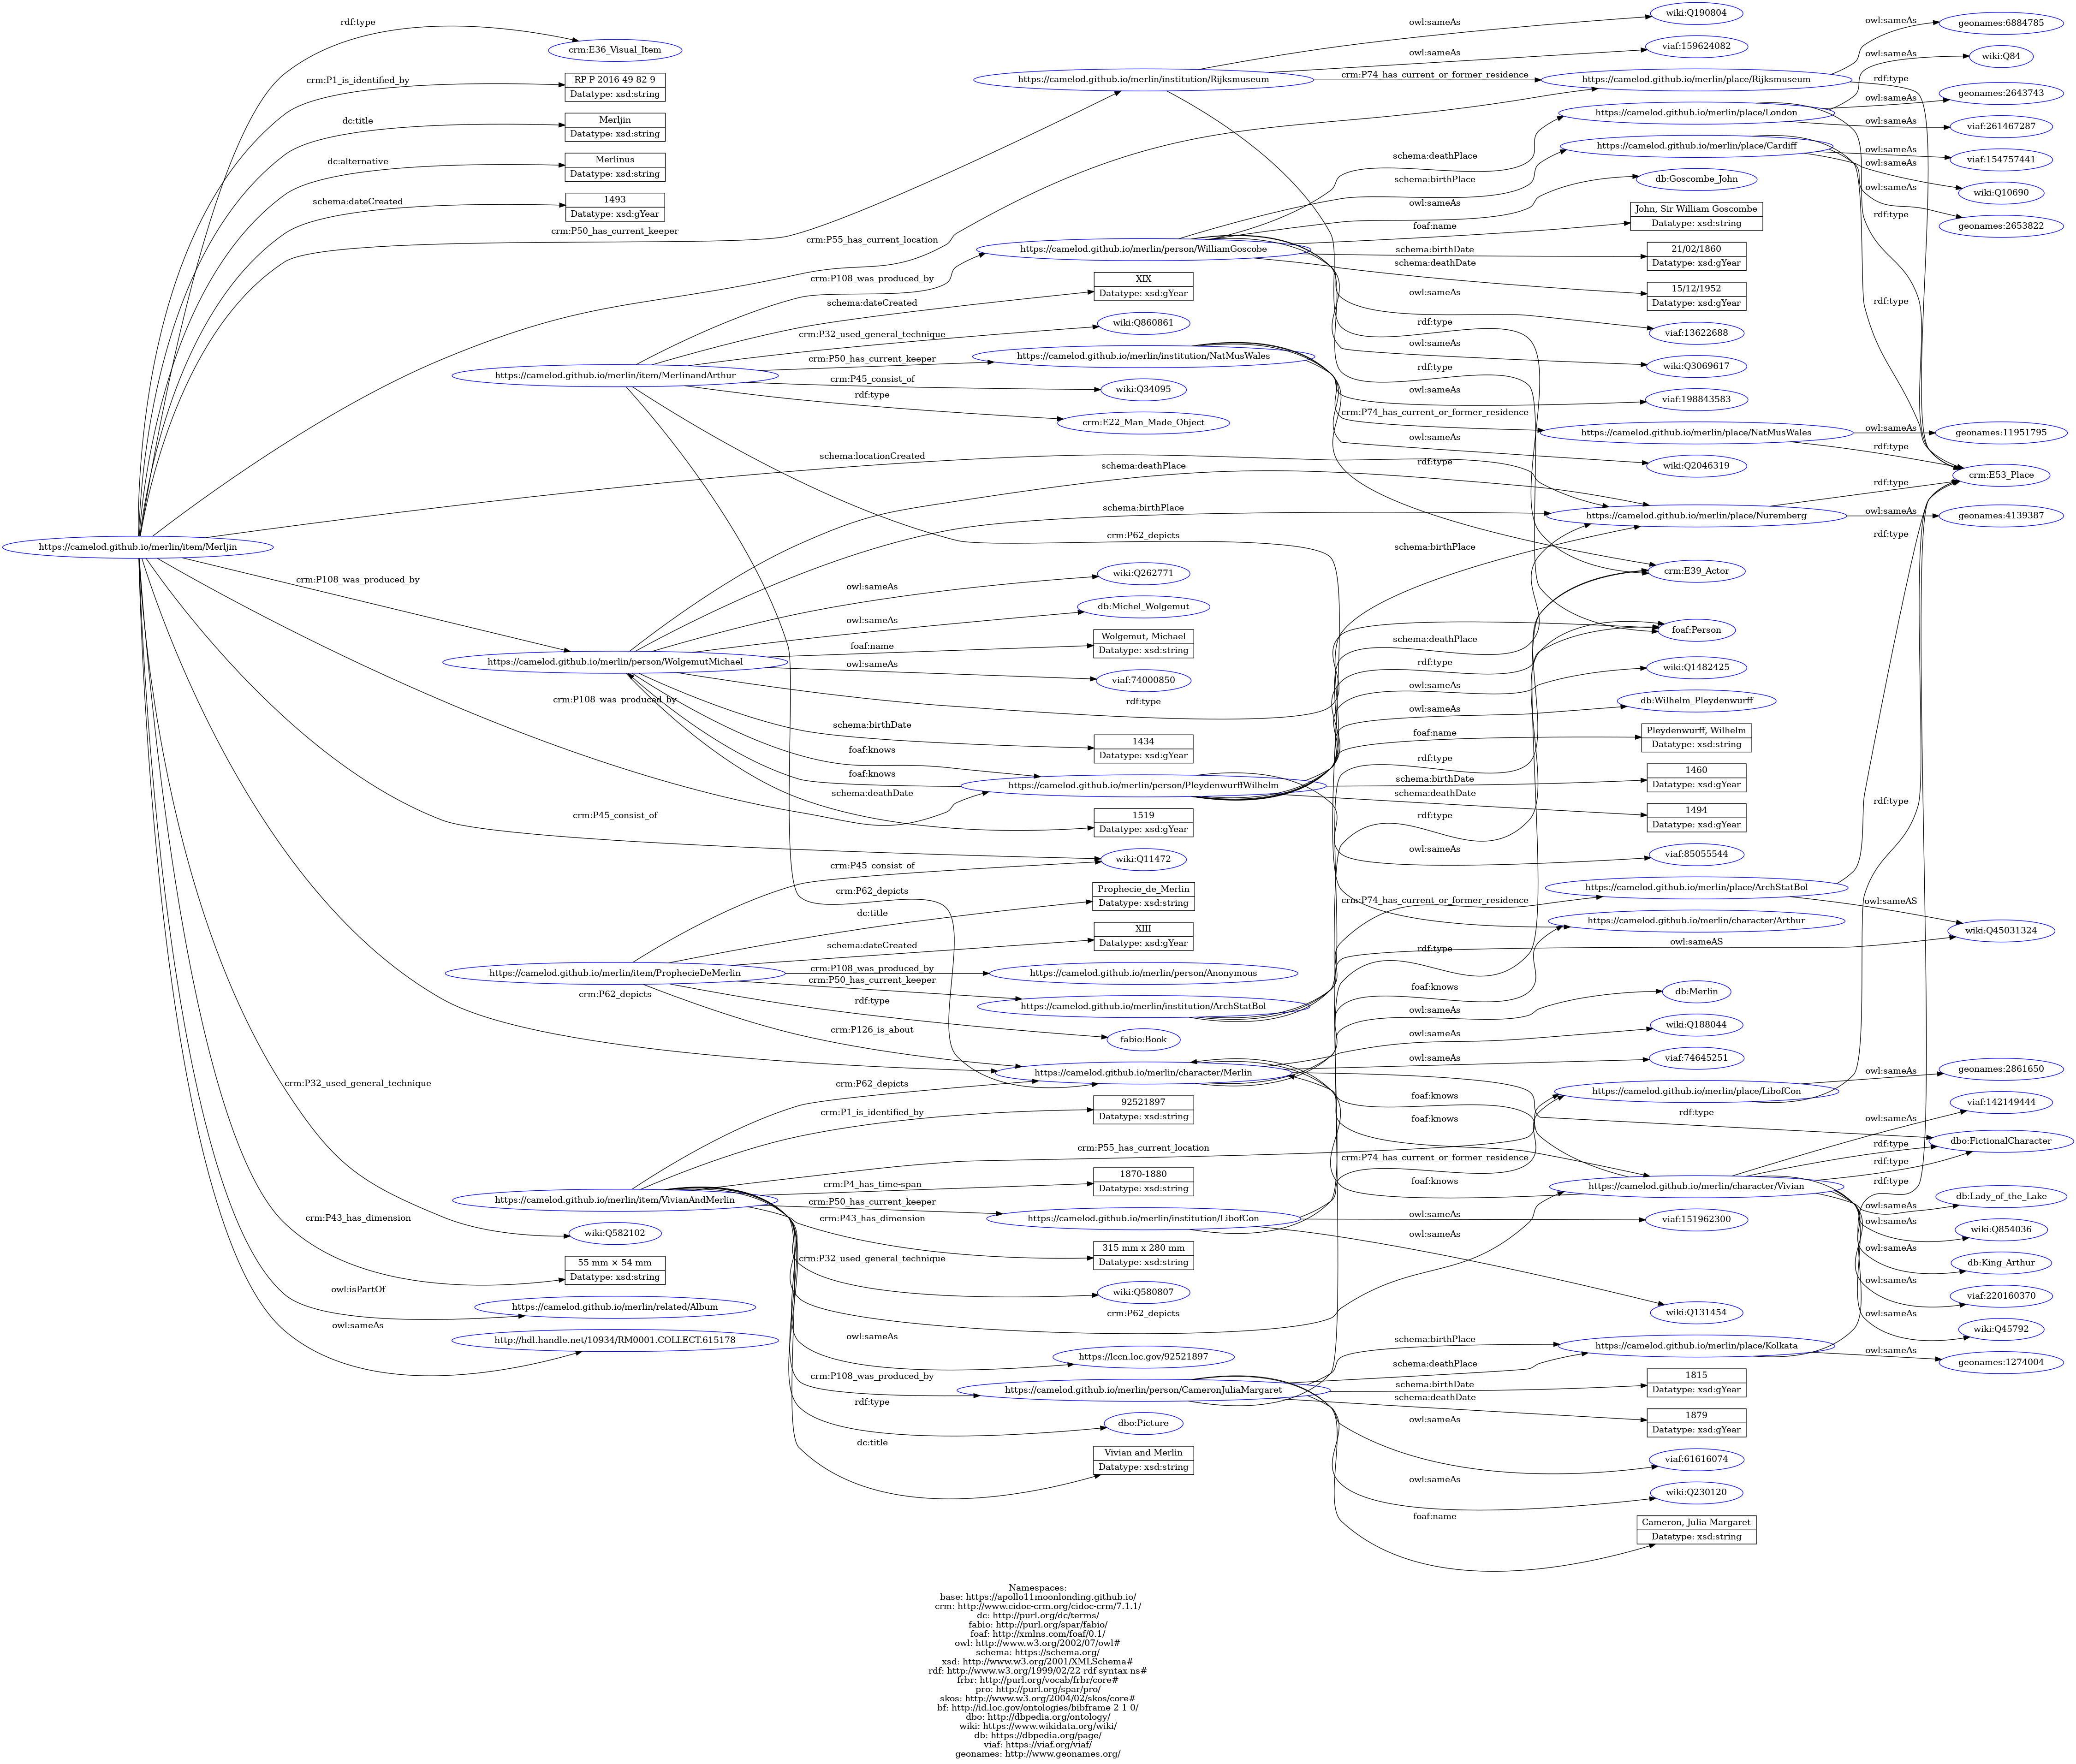 rdf:type
crm:E36_Visual_Item
crm:P1_is_identified_by
RP-P-2016-49-82-9
Datatype: xsd:string
dc:title
Merljin
Datatype: xsd:string
dc:alternative
Merlinus
Datatype: xsd:string
schema:dateCreated
1493
Datatype: xsd:gYear
crm:P50_has_current_keeper
crm:P55_has_current_location
https://camelod.github.io/merlin/item/Merljin
schema:locationCreated
crm:P108_was_produced_by
crm:P108_was_produced_by
crm:P45_consist_of
crm:P62_depicts
crm:P32_used_general_technique
wiki:Q582102
crm:P43_has_dimension
55 mm × 54 mm
Datatype: xsd:string
owl:isPartOf
https://camelod.github.io/merlin/related/Album
owl:sameAs
http://hdl.handle.net/10934/RM0001.COLLECT.615178
https://camelod.github.io/merlin/item/MerlinandArthur
crm:P108_was_produced_by
schema:dateCreated
XIX
Datatype: xsd:gYear
crm:P32_used_general_technique
wiki:Q860861
crm:P50_has_current_keeper
https://camelod.github.io/merlin/institution/NatMusWales
crm:P45_consist_of
wiki:Q34095
rdf:type
crm:E22_Man_Made_Object
crm:P62_depicts
crm:P62_depicts
https://camelod.github.io/merlin/person/WolgemutMichael
schema:deathPlace
schema:birthPlace
owl:sameAs
wiki:Q262771
owl:sameAs
db:Michel_Wolgemut
foaf:name
Wolgemut, Michael
Datatype: xsd:string
owl:sameAs
viaf:74000850
rdf:type
schema:birthDate
1434
Datatype: xsd:gYear
foaf:knows
foaf:knows
https://camelod.github.io/merlin/person/PleydenwurffWilhelm
schema:deathDate
1519
Datatype: xsd:gYear
wiki:Q11472
https://camelod.github.io/merlin/item/ProphecieDeMerlin
crm:P45_consist_of
dc:title
Prophecie_de_Merlin
Datatype: xsd:string
schema:dateCreated
XIII
Datatype: xsd:gYear
crm:P108_was_produced_by
https://camelod.github.io/merlin/person/Anonymous
crm:P50_has_current_keeper
https://camelod.github.io/merlin/institution/ArchStatBol
rdf:type
fabio:Book
crm:P126_is_about
https://camelod.github.io/merlin/character/Merlin
https://camelod.github.io/merlin/item/VivianAndMerlin
crm:P62_depicts
crm:P1_is_identified_by
92521897
Datatype: xsd:string
crm:P55_has_current_location
crm:P4_has_time-span
1870-1880
Datatype: xsd:string
crm:P50_has_current_keeper
https://camelod.github.io/merlin/institution/LibofCon
crm:P43_has_dimension
315 mm x 280 mm
Datatype: xsd:string
crm:P32_used_general_technique
wiki:Q580807
crm:P62_depicts
owl:sameAs
https://lccn.loc.gov/92521897
crm:P108_was_produced_by
https://camelod.github.io/merlin/person/CameronJuliaMargaret
rdf:type
dbo:Picture
dc:title
Vivian and Merlin
Datatype: xsd:string
https://camelod.github.io/merlin/institution/Rijksmuseum
owl:sameAs
wiki:Q190804
owl:sameAs
viaf:159624082
crm:P74_has_current_or_former_residence
https://camelod.github.io/merlin/place/Rijksmuseum
https://camelod.github.io/merlin/place/London
https://camelod.github.io/merlin/place/Cardiff
https://camelod.github.io/merlin/person/WilliamGoscobe
schema:deathPlace
schema:birthPlace
owl:sameAs
db:Goscombe_John
foaf:name
John, Sir William Goscombe
Datatype: xsd:string
schema:birthDate
21/02/1860
Datatype: xsd:gYear
schema:deathDate
15/12/1952
Datatype: xsd:gYear
owl:sameAs
viaf:13622688
rdf:type
owl:sameAs
wiki:Q3069617
rdf:type
owl:sameAs
viaf:198843583
crm:P74_has_current_or_former_residence
https://camelod.github.io/merlin/place/NatMusWales
owl:sameAs
wiki:Q2046319
rdf:type
https://camelod.github.io/merlin/place/Nuremberg
schema:birthPlace
crm:E39_Actor
foaf:Person
schema:deathPlace
rdf:type
wiki:Q1482425
owl:sameAs
db:Wilhelm_Pleydenwurff
owl:sameAs
foaf:name
Pleydenwurff, Wilhelm
Datatype: xsd:string
rdf:type
schema:birthDate
1460
Datatype: xsd:gYear
schema:deathDate
1494
Datatype: xsd:gYear
rdf:type
owl:sameAs
viaf:85055544
https://camelod.github.io/merlin/place/ArchStatBol
crm:P74_has_current_or_former_residence
https://camelod.github.io/merlin/character/Arthur
owl:sameAS
rdf:type
foaf:knows
db:Merlin
owl:sameAs
owl:sameAs
wiki:Q188044
owl:sameAs
viaf:74645251
https://camelod.github.io/merlin/place/LibofCon
foaf:knows
foaf:knows
rdf:type
crm:P74_has_current_or_former_residence
foaf:knows
https://camelod.github.io/merlin/character/Vivian
owl:sameAs
viaf:151962300
owl:sameAs
wiki:Q131454
schema:birthPlace
https://camelod.github.io/merlin/place/Kolkata
schema:deathPlace
schema:birthDate
1815
Datatype: xsd:gYear
schema:deathDate
1879
Datatype: xsd:gYear
owl:sameAs
viaf:61616074
owl:sameAs
wiki:Q230120
foaf:name
Cameron, Julia Margaret
Datatype: xsd:string
owl:sameAs
geonames:6884785
owl:sameAs
wiki:Q84
rdf:type
owl:sameAs
geonames:2643743
owl:sameAs
viaf:261467287
owl:sameAs
viaf:154757441
owl:sameAs
wiki:Q10690
owl:sameAs
geonames:2653822
rdf:type
rdf:type
owl:sameAs
geonames:11951795
rdf:type
crm:E53_Place
rdf:type
owl:sameAs
geonames:4139387
rdf:type
rdf:type
owl:sameAS
wiki:Q45031324
owl:sameAs
geonames:2861650
owl:sameAs
viaf:142149444
rdf:type
dbo:FictionalCharacter
rdf:type
rdf:type
db:Lady_of_the_Lake
owl:sameAs
owl:sameAs
wiki:Q854036
owl:sameAs
db:King_Arthur
owl:sameAs
viaf:220160370
owl:sameAs
wiki:Q45792
owl:sameAs
geonames:1274004
Namespaces:
base: https://apollo11moonlonding.github.io/
crm: http://www.cidoc-crm.org/cidoc-crm/7.1.1/
dc: http://purl.org/dc/terms/
fabio: http://purl.org/spar/fabio/
foaf: http://xmlns.com/foaf/0.1/
owl: http://www.w3.org/2002/07/owl#
schema: https://schema.org/
xsd: http://www.w3.org/2001/XMLSchema#
rdf: http://www.w3.org/1999/02/22-rdf-syntax-ns#
frbr: http://purl.org/vocab/frbr/core#
pro: http://purl.org/spar/pro/
skos: http://www.w3.org/2004/02/skos/core#
bf: http://id.loc.gov/ontologies/bibframe-2-1-0/
dbo: http://dbpedia.org/ontology/
wiki: https://www.wikidata.org/wiki/
db: https://dbpedia.org/page/
viaf: https://viaf.org/viaf/
geonames: http://www.geonames.org/